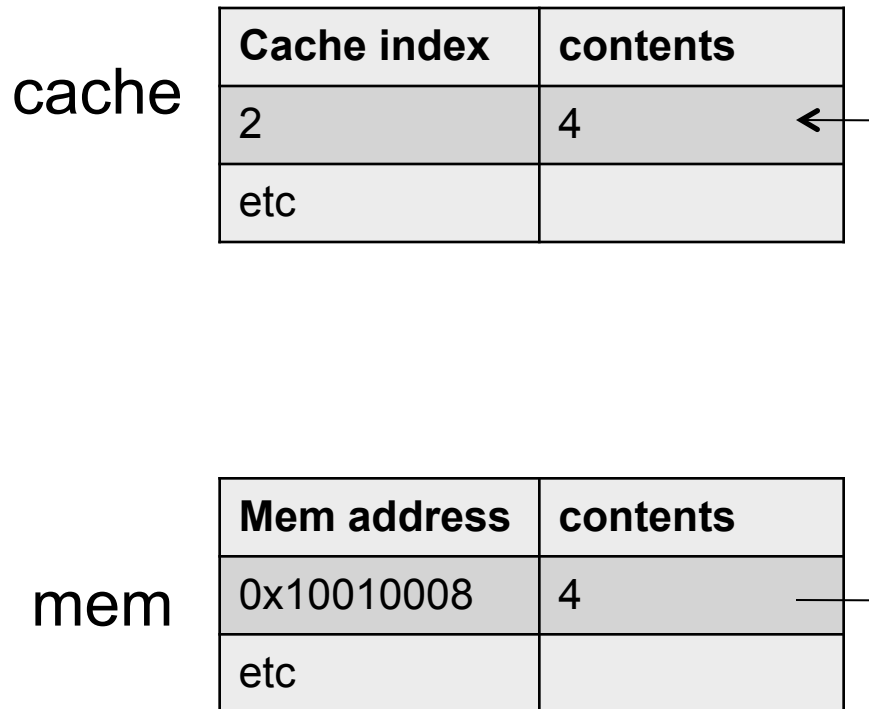 cache
Cache index contents
2 4
etc
mem
Mem address contents
0x10010008 4
etc